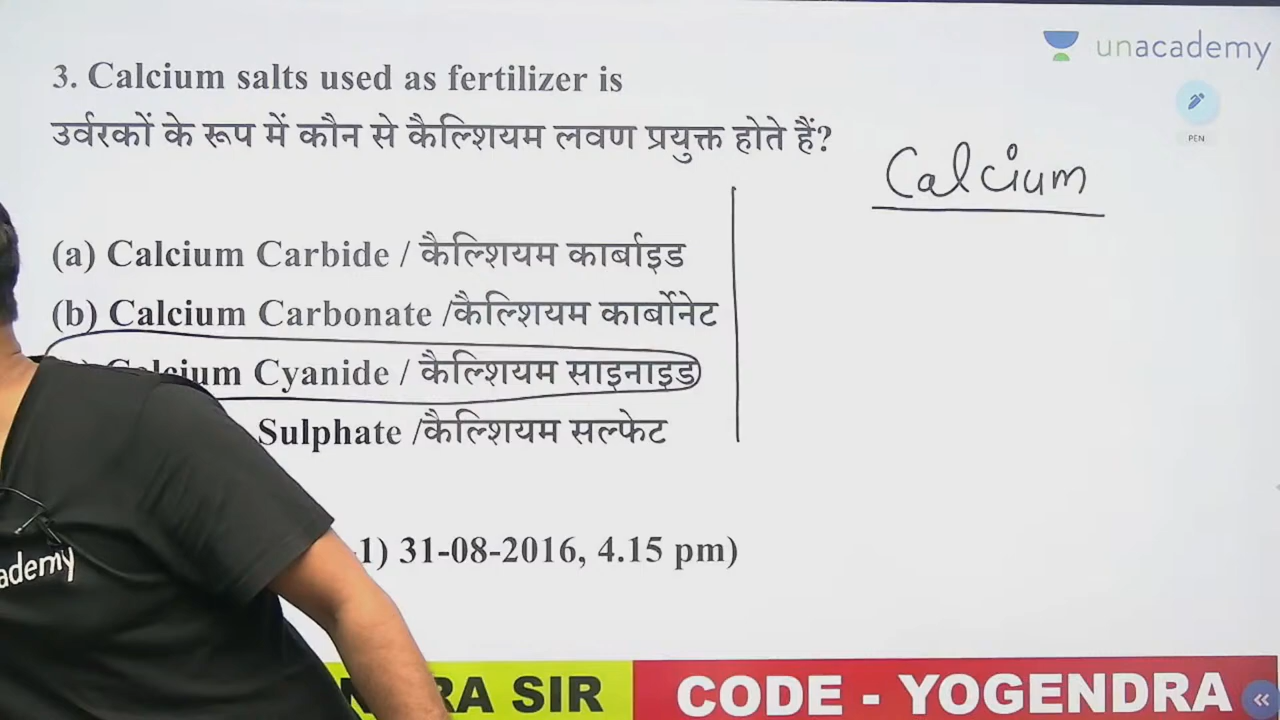 unacademy
3. Calcium salts used as fertilizer is
उर्वरकों के रूप में कौन से कैल्शियम लवण प्रयुक्त होते हैं?
PEN
Calcium
(a) Calcium Carbide / कैल्शियम कार्बाइड
(b) Calcium Carbonate /कैल्शियम कार्बोनेट
Calcium Cyanide / कैल्शियम साइनाइड
Sulphate /कैल्शियम सल्फेट
1) 31-08-2016, 4.15 pm)
ademy
RA SIR
CODE - YOGENDRA